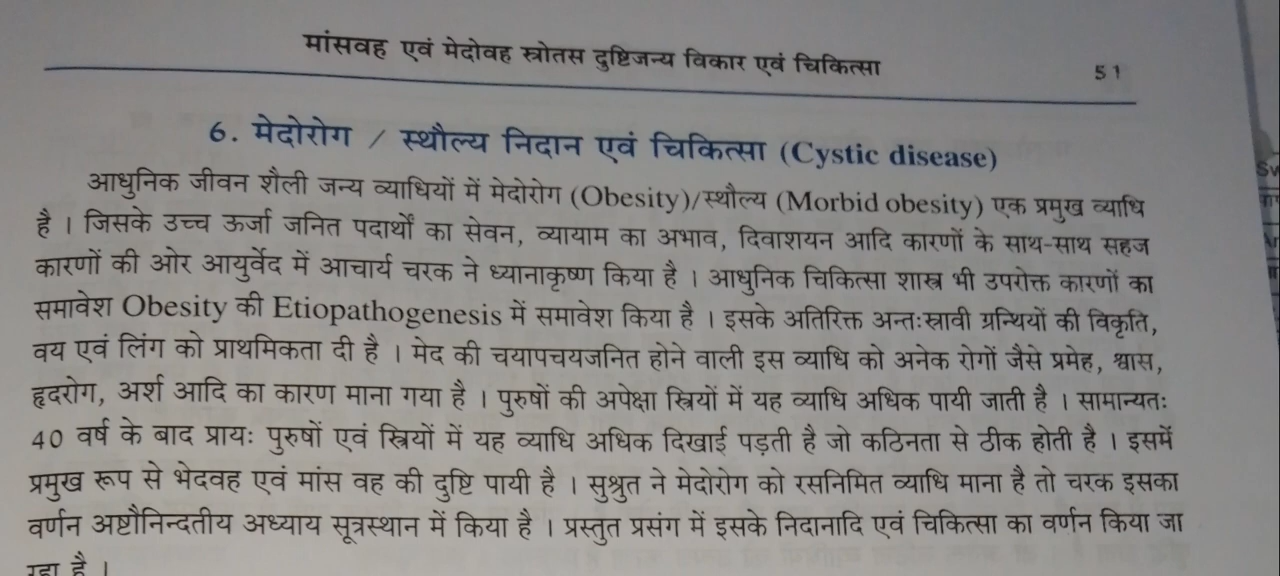 मांसवह एवं मेदोवह स्त्रोतस दुष्टिजन्य विकार एवं चिकित्सा 51
6. मेदोरोग / स्थौल्य निदान एवं चिकित्सा (Cystic disease)
आधुनिक जीवन शैली जन्य व्याधियों में मेदोरोग (Obesity)/स्थौल्य (Morbid obesity) एक प्रमुख व्याधि
है । जिसके उच्च ऊर्जा जनित पदार्थों का सेवन, व्यायाम का अभाव, दिवाशयन आदि कारणों के साथ-साथ सहज
कारणों की ओर आयुर्वेद में आचार्य चरक ने ध्यानाकृष्ण किया है । आधुनिक चिकित्सा शास्त्र भी उपरोक्त कारणों का
समावेश Obesity की Etiopathogenesis में समावेश किया है । इसके अतिरिक्त अन्तःस्त्रावी ग्रन्थियों की विकृति,
वय एवं लिंग को प्राथमिकता दी है । मेद की चयापचयजनित होने वाली इस व्याधि को अनेक रोगों जैसे प्रमेह, श्वास,
हृदरोग, अर्श आदि का कारण माना गया है । पुरुषों की अपेक्षा स्त्रियों में यह व्याधि अधिक पायी जाती है । सामान्यतः
40 वर्ष के बाद प्रायः पुरुषों एवं स्त्रियों में यह व्याधि अधिक दिखाई पड़ती है जो कठिनता से ठीक होती है । इसमें
प्रमुख रूप से भेदवह एवं मांस वह की दुष्टि पायी है । सुश्रुत ने मेदोरोग को रसनिमित व्याधि माना है तो चरक इसका
वर्णन अष्टौनिन्दतीय अध्याय सूत्रस्थान में किया है । प्रस्तुत प्रसंग में इसके निदानादि एवं चिकित्सा का वर्णन किया जा
रहा है ।